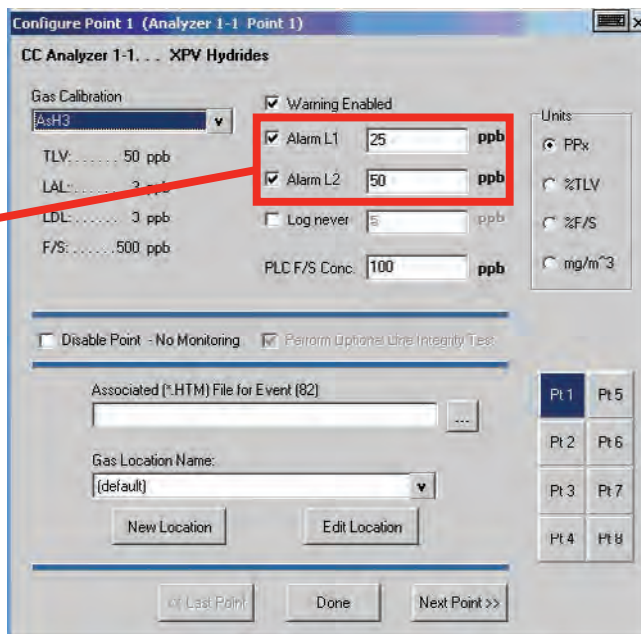 Configure Point 1 (Analyzer 1-1 Point 1)
CC Analyzer 1-1. . . XPV Hydrides
Gas Calibration
AsH3
TLV:. . . . . . 50 ppb
LAL:. . . . . . 3 ppb
LDL:. . . . . . 3 ppb
F/S:. . . . . . 500 ppb
Warning Enabled
Alarm L1 25 ppb
Alarm L2 50 ppb
Log never 5 ppb
PLC F/S Conc. 100 ppb
Units
PPx
%TLV
%F/S
mg/m^3
Disable Point - No Monitoring
Perform Optional Line Integrity Test
Associated (*.HTM) File for Event (82)
...
Gas Location Name:
(default)
New Location
Edit Location
Pt 1 Pt 5
Pt 2 Pt 6
Pt 3 Pt 7
Pt 4 Pt 8
<< Last Point
Done
Next Point >>